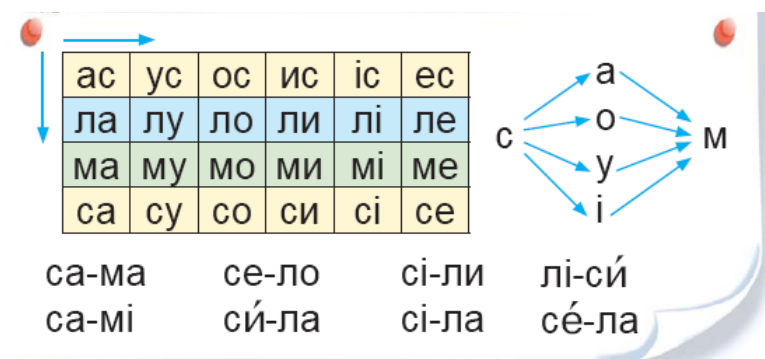 ас ус ос ис іс ес
ла лу ло ли лі ле
ма му мо ми мі ме
са су со си сі се
а
о
с м
у
і
са-ма се-ло сі-ли лі-си́
са-мі си́-ла сі-ла се́-ла